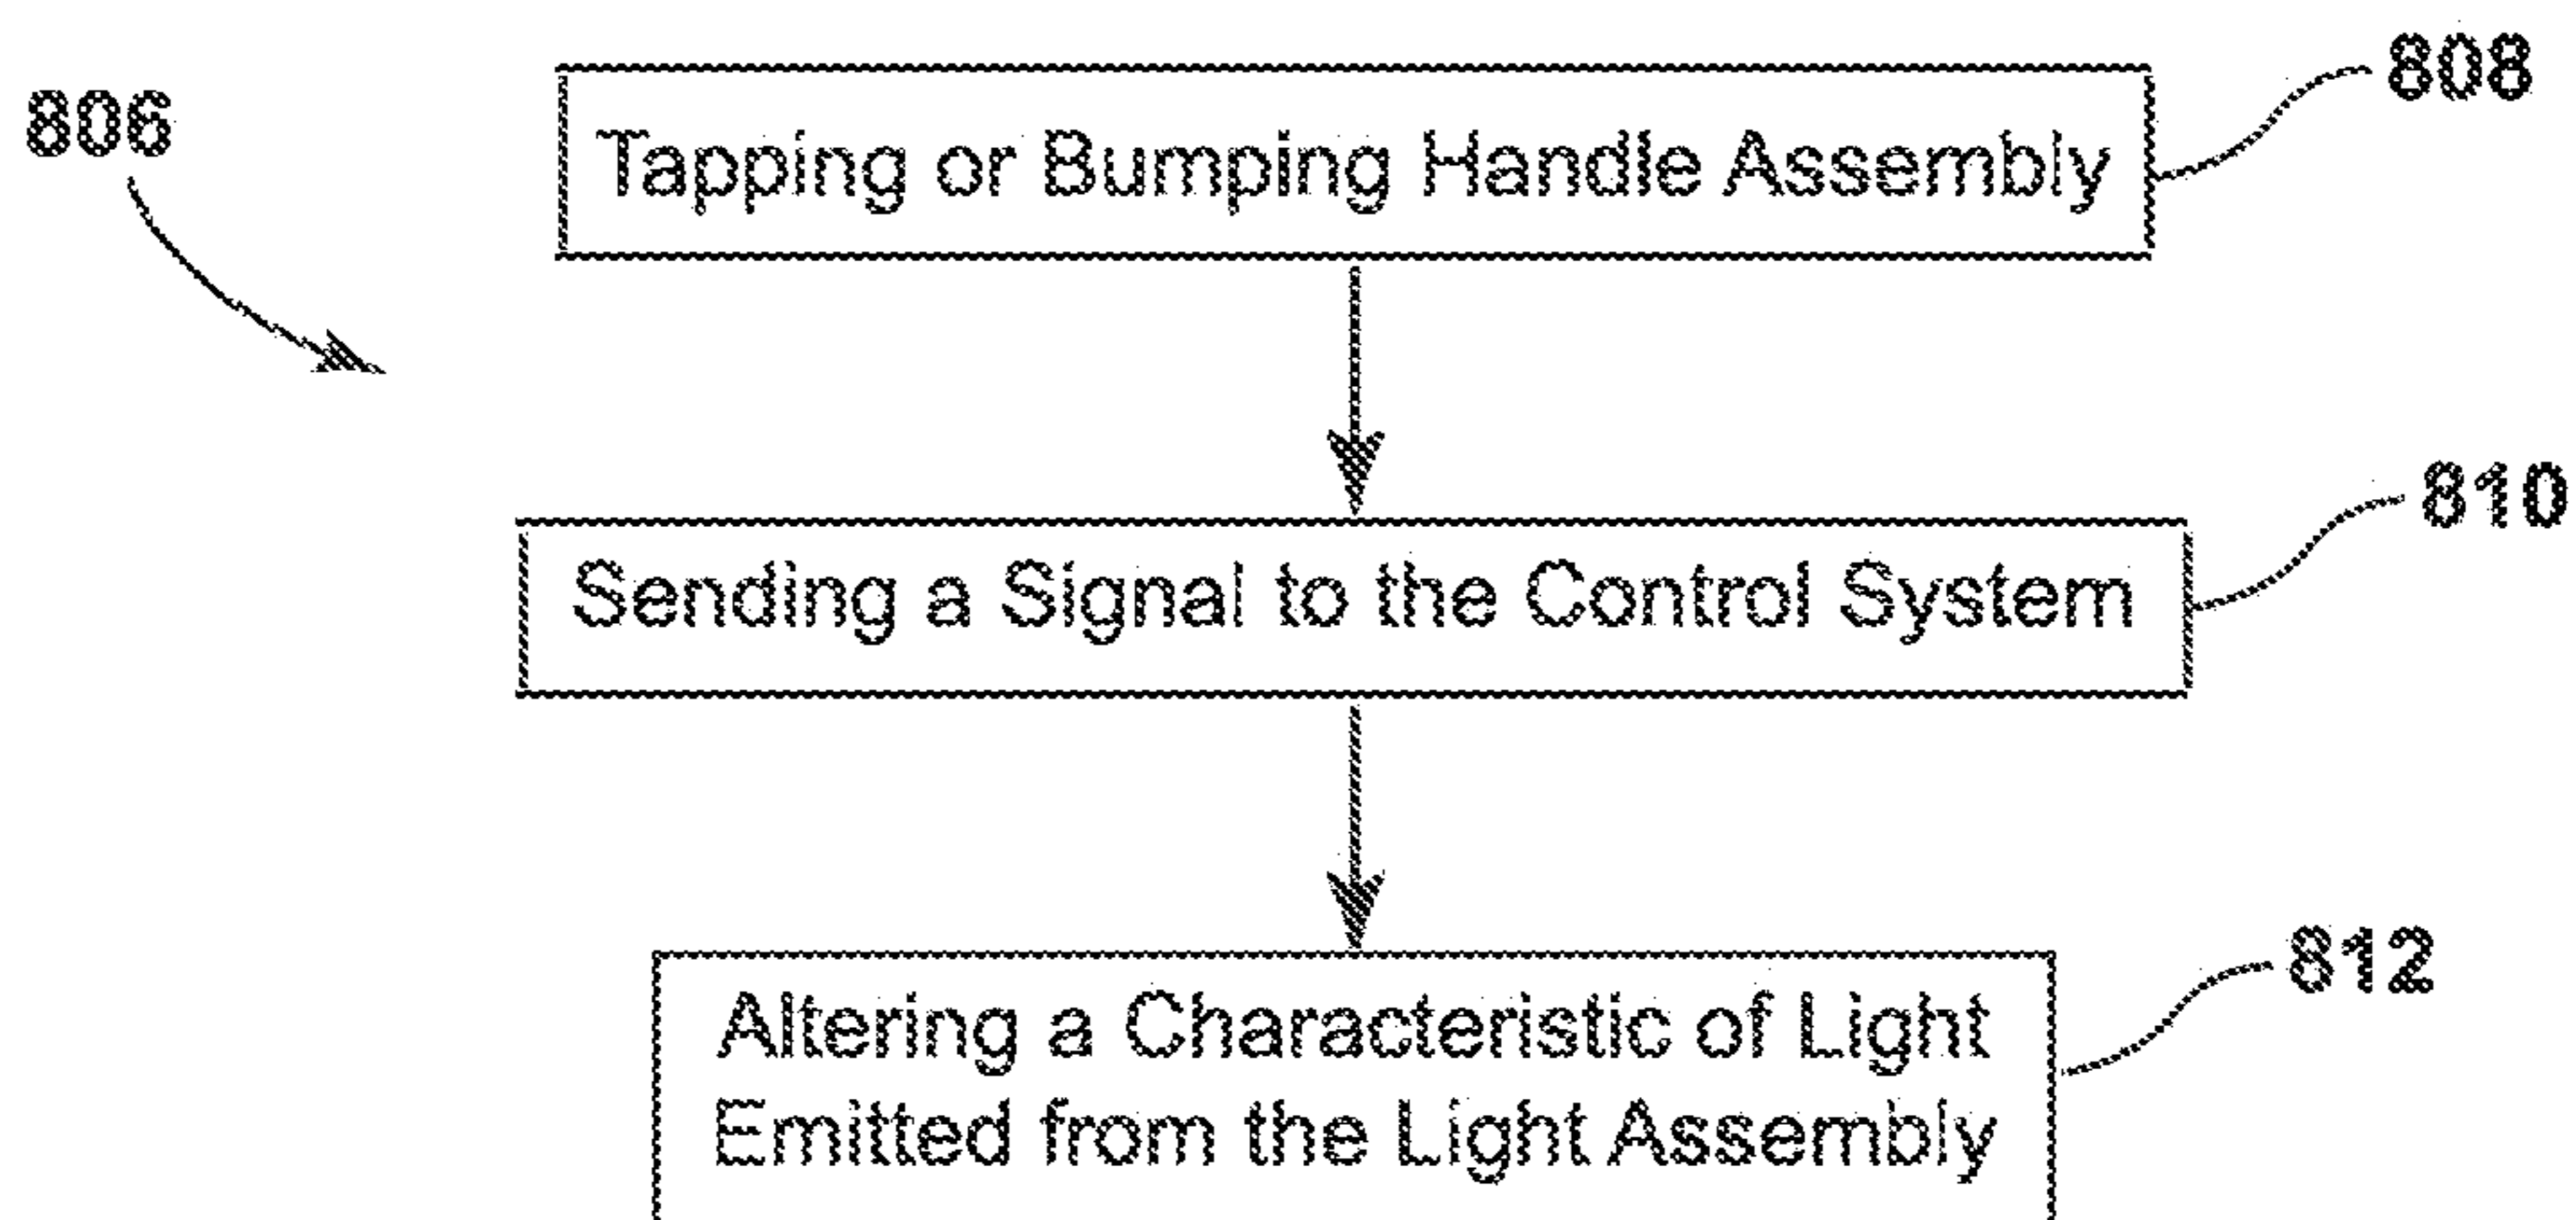 806
Tapping or Bumping Handle Assembly
808
Sending a Signal to the Control System
810
Altering a Characteristic of Light
Emitted from the Light Assembly
812